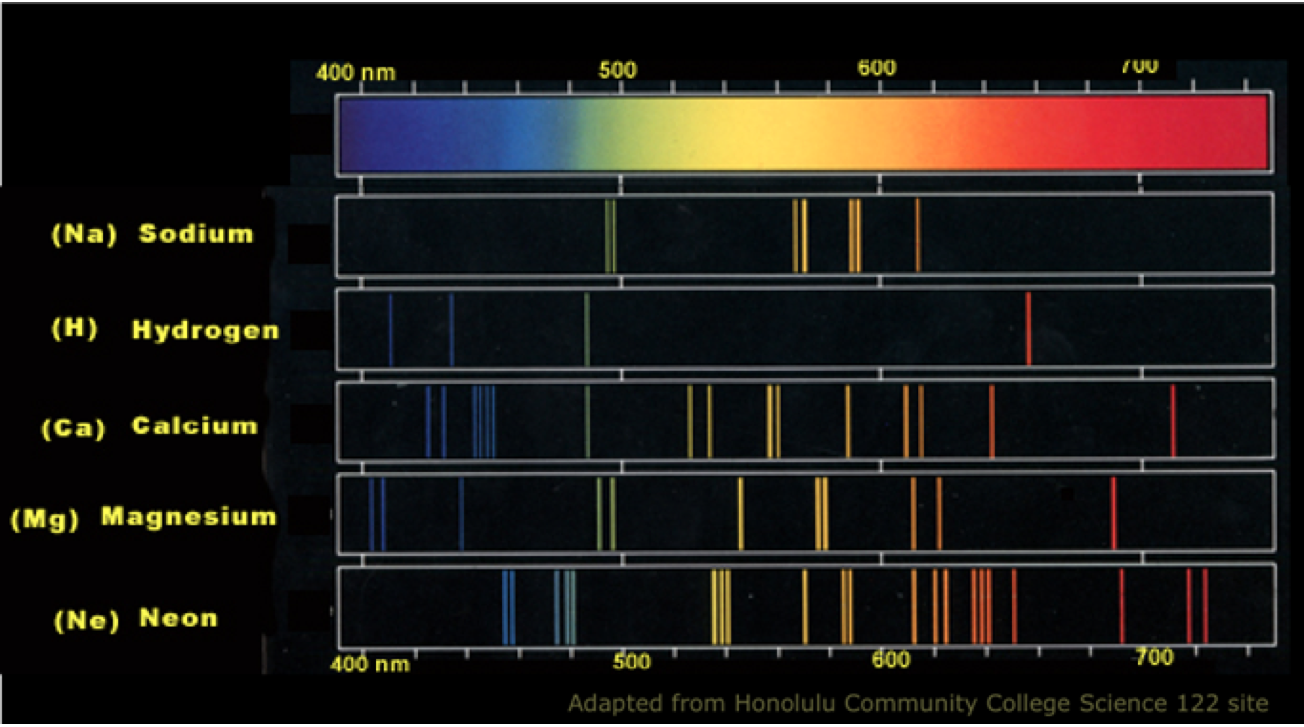 400 nm 500 600 700
(Na) Sodium
(H) Hydrogen
(Ca) Calcium
(Mg) Magnesium
(Ne) Neon
400 nm 500 600 700
Adapted from Honolulu Community College Science 122 site